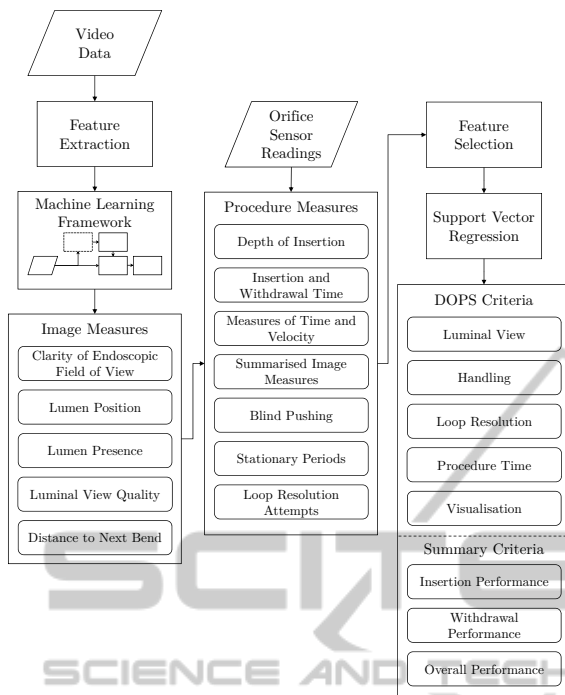 Video
Data
Feature
Extraction
Machine Learning
Framework
Image Measures
Clarity of Endoscopic
Field of View
Lumen Position
Lumen Presence
Luminal View Quality
Distance to Next Bend
Orifice
Sensor
Readings
Procedure Measures
Depth of Insertion
Insertion and
Withdrawal Time
Measures of Time and
Velocity
Summarised Image
Measures
Blind Pushing
Stationary Periods
Loop Resolution
Attempts
Feature
Selection
Support Vector
Regression
DOPS Criteria
Luminal View
Handling
Loop Resolution
Procedure Time
Visualisation
Summary Criteria
Insertion Performance
Withdrawal
Performance
Overall Performance
SCITE
SCIENCE AND TECH